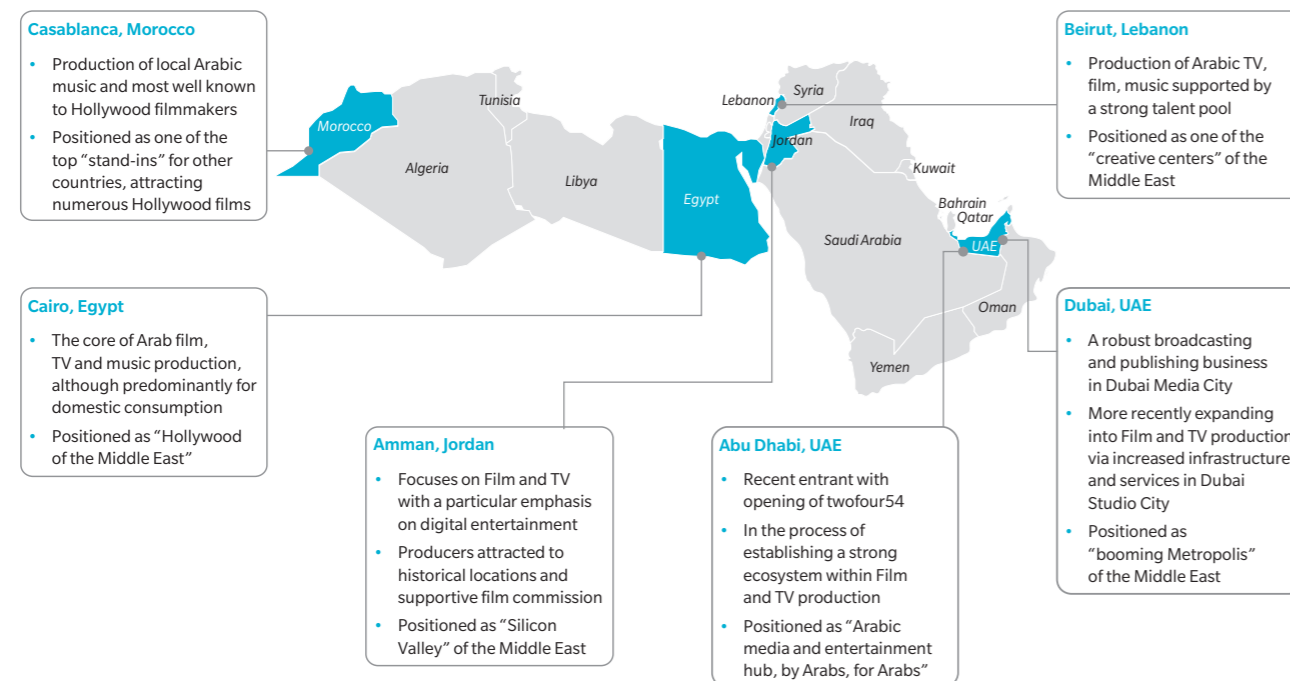 Casablanca, Morocco
• Production of local Arabic
music and most well known
to Hollywood filmmakers
• Positioned as one of the
top “stand-ins” for other
countries, attracting
numerous Hollywood films
Cairo, Egypt
• The core of Arab film,
TV and music production,
although predominantly for
domestic consumption
• Positioned as “Hollywood
of the Middle East”
Morocco
Algeria
Tunisia
Libya
Egypt
Lebanon
Syria
Jordan
Iraq
Kuwait
Bahrain
Qatar
Saudi Arabia
UAE
Oman
Yemen
Amman, Jordan
• Focuses on Film and TV
with a particular emphasis
on digital entertainment
• Producers attracted to
historical locations and
supportive film commission
• Positioned as “Silicon
Valley” of the Middle East
Abu Dhabi, UAE
• Recent entrant with
opening of twofour54
• In the process of
establishing a strong
ecosystem within Film
and TV production
• Positioned as “Arabic
media and entertainment
hub, by Arabs, for Arabs”
Beirut, Lebanon
• Production of Arabic TV,
film, music supported by
a strong talent pool
• Positioned as one of the
“creative centers” of the
Middle East
Dubai, UAE
• A robust broadcasting
and publishing business
in Dubai Media City
• More recently expanding
into Film and TV production
via increased infrastructure
and services in Dubai
Studio City
• Positioned as
“booming Metropolis”
of the Middle East